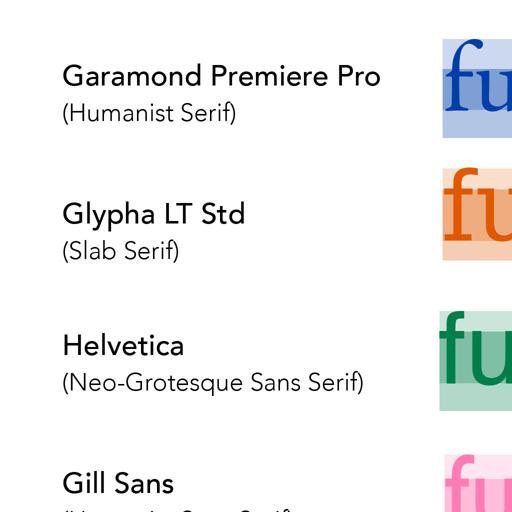 Garamond Premiere Pro
(Humanist Serif)
fu
Glypha LT Std
(Slab Serif)
fu
Helvetica
(Neo-Grotesque Sans Serif)
fu
Gill Sans
fu